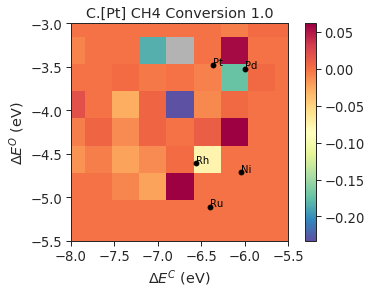 C.[Pt] CH4 Conversion 1.0
−3.0
−3.5
−4.0
−4.5
−5.0
−5.5
ΔE^O (eV)
Pt
Pd
Rh
Ni
Ru
−8.0 −7.5 −7.0 −6.5 −6.0 −5.5
ΔE^C (eV)
0.05
0.00
−0.05
−0.10
−0.15
−0.20